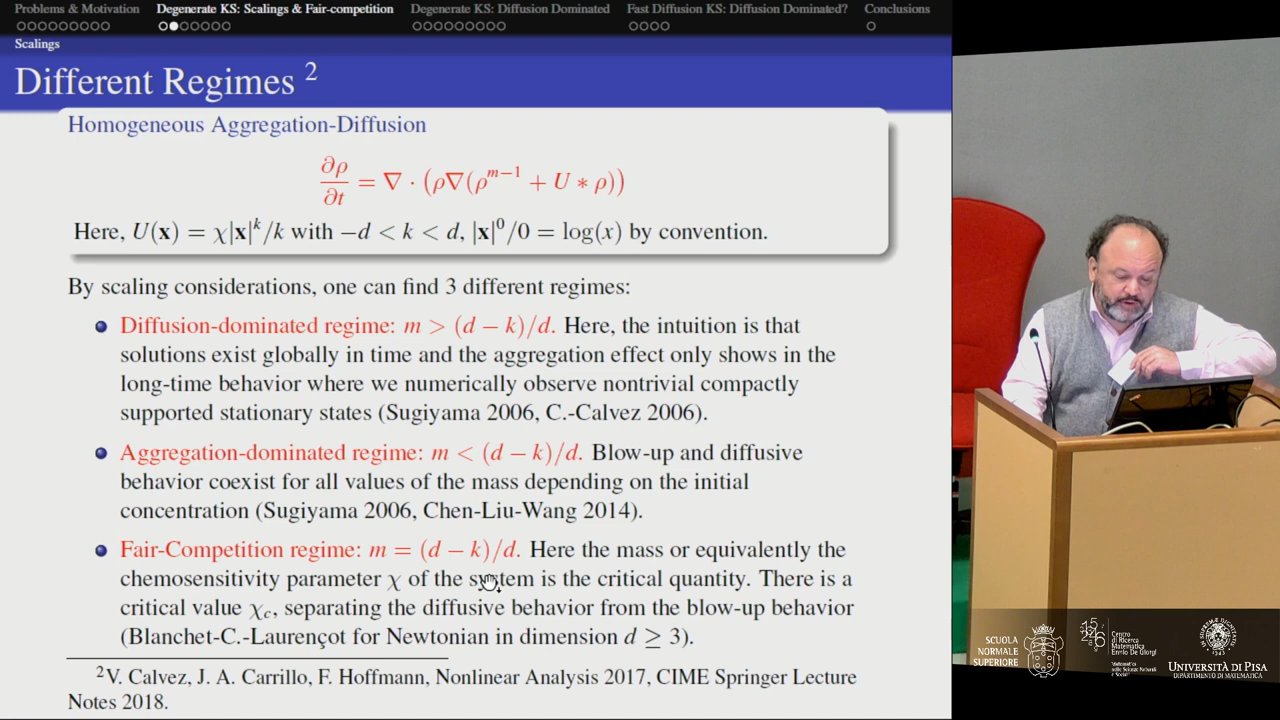 Problems & Motivation Degenerate KS: Scalings & Fair-competition Degenerate KS: Diffusion Dominated Fast Diffusion KS: Diffusion Dominated? Conclusions
Scalings
Different Regimes ²
Homogeneous Aggregation-Diffusion
∂ρ/∂t = ∇ · (ρ∇(ρ^{m−1} + U ∗ ρ))
Here, U(x) = χ|x|^k/k with −d < k < d, |x|^0/0 = log(x) by convention.
By scaling considerations, one can find 3 different regimes:
Diffusion-dominated regime: m > (d − k)/d. Here, the intuition is that
solutions exist globally in time and the aggregation effect only shows in the
long-time behavior where we numerically observe nontrivial compactly
supported stationary states (Sugiyama 2006, C.-Calvez 2006).
Aggregation-dominated regime: m < (d − k)/d. Blow-up and diffusive
behavior coexist for all values of the mass depending on the initial
concentration (Sugiyama 2006, Chen-Liu-Wang 2014).
Fair-Competition regime: m = (d − k)/d. Here the mass or equivalently the
chemosensitivity parameter χ of the system is the critical quantity. There is a
critical value χ_c, separating the diffusive behavior from the blow-up behavior
(Blanchet-C.-Laurençot for Newtonian in dimension d ≥ 3).
²V. Calvez, J. A. Carrillo, F. Hoffmann, Nonlinear Analysis 2017, CIME Springer Lecture
Notes 2018.
SCUOLA
NORMALE
SUPERIORE
Centro
di Ricerca
Matematica
Ennio De Giorgi
UNIVERSITÀ DI PISA
DIPARTIMENTO DI MATEMATICA